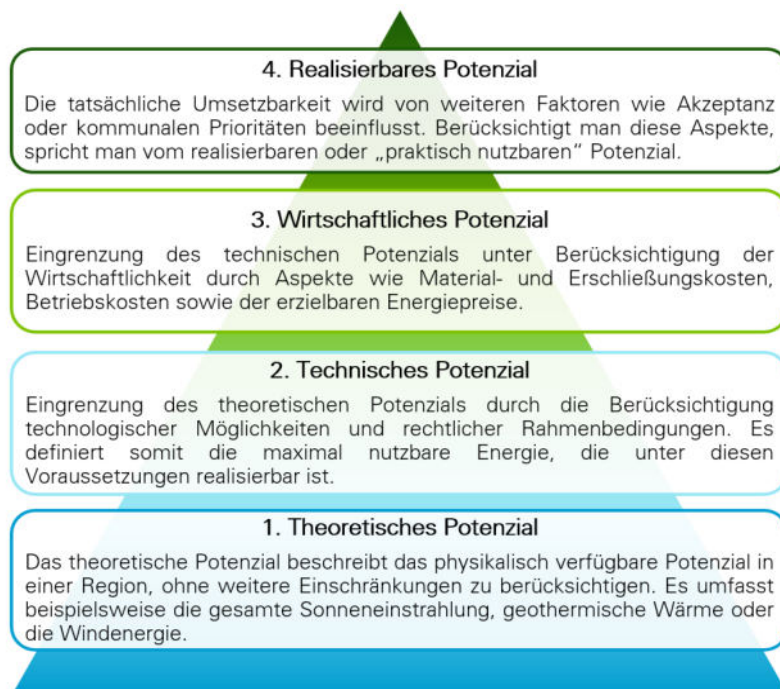 4. Realisierbares Potenzial
Die tatsächliche Umsetzbarkeit wird von weiteren Faktoren wie Akzeptanz
oder kommunalen Prioritäten beeinflusst. Berücksichtigt man diese Aspekte,
spricht man vom realisierbaren oder „praktisch nutzbaren“ Potenzial.
3. Wirtschaftliches Potenzial
Eingrenzung des technischen Potenzials unter Berücksichtigung der
Wirtschaftlichkeit durch Aspekte wie Material- und Erschließungskosten,
Betriebskosten sowie der erzielbaren Energiepreise.
2. Technisches Potenzial
Eingrenzung des theoretischen Potenzials durch die Berücksichtigung
technologischer Möglichkeiten und rechtlicher Rahmenbedingungen. Es
definiert somit die maximal nutzbare Energie, die unter diesen
Voraussetzungen realisierbar ist.
1. Theoretisches Potenzial
Das theoretische Potenzial beschreibt das physikalisch verfügbare Potenzial in
einer Region, ohne weitere Einschränkungen zu berücksichtigen. Es umfasst
beispielsweise die gesamte Sonneneinstrahlung, geothermische Wärme oder
die Windenergie.